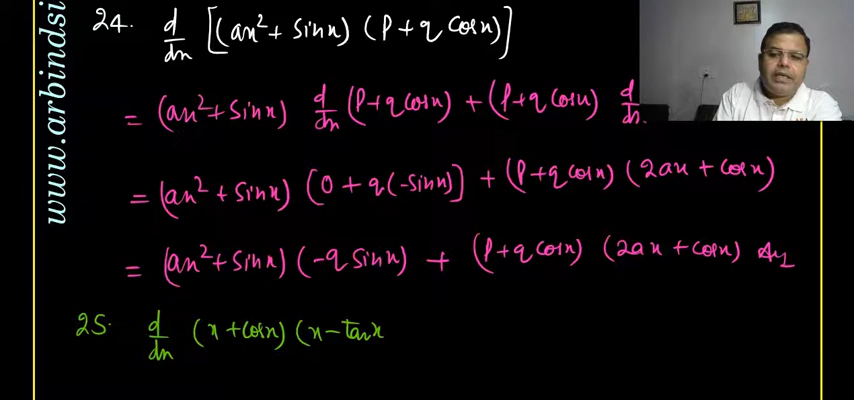 www.arbindsi
24. d/dx [(ax² + sinx) (P + q cosx)]
= (ax² + sinx) d/dx (P + q cosx) + (P + q cosx) d/dx
= (ax² + sinx) (0 + q(-sinx)] + (P + q cosx) (2ax + cosx)
= (ax² + sinx) (-q sinx) + (P + q cosx) (2ax + cosx) Ay
25. d/dx (x + cosx) (x - tanx